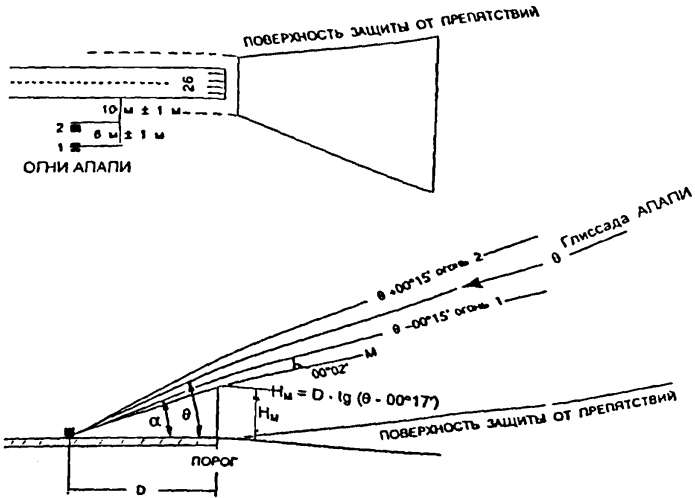 ПОВЕРХНОСТЬ ЗАЩИТЫ ОТ ПРЕПЯТСТВИЙ
26
10 м ± 1 м
2
6 м ± 1 м
1
ОГНИ АПАПИ
Глиссада АПАПИ
θ
θ +00°15' огонь 2
θ –00°15' огонь 1
00°02'
М
Hм = D · tg (θ - 00°17')
Hм
α
θ
ПОВЕРХНОСТЬ ЗАЩИТЫ ОТ ПРЕПЯТСТВИЙ
ПОРОГ
D